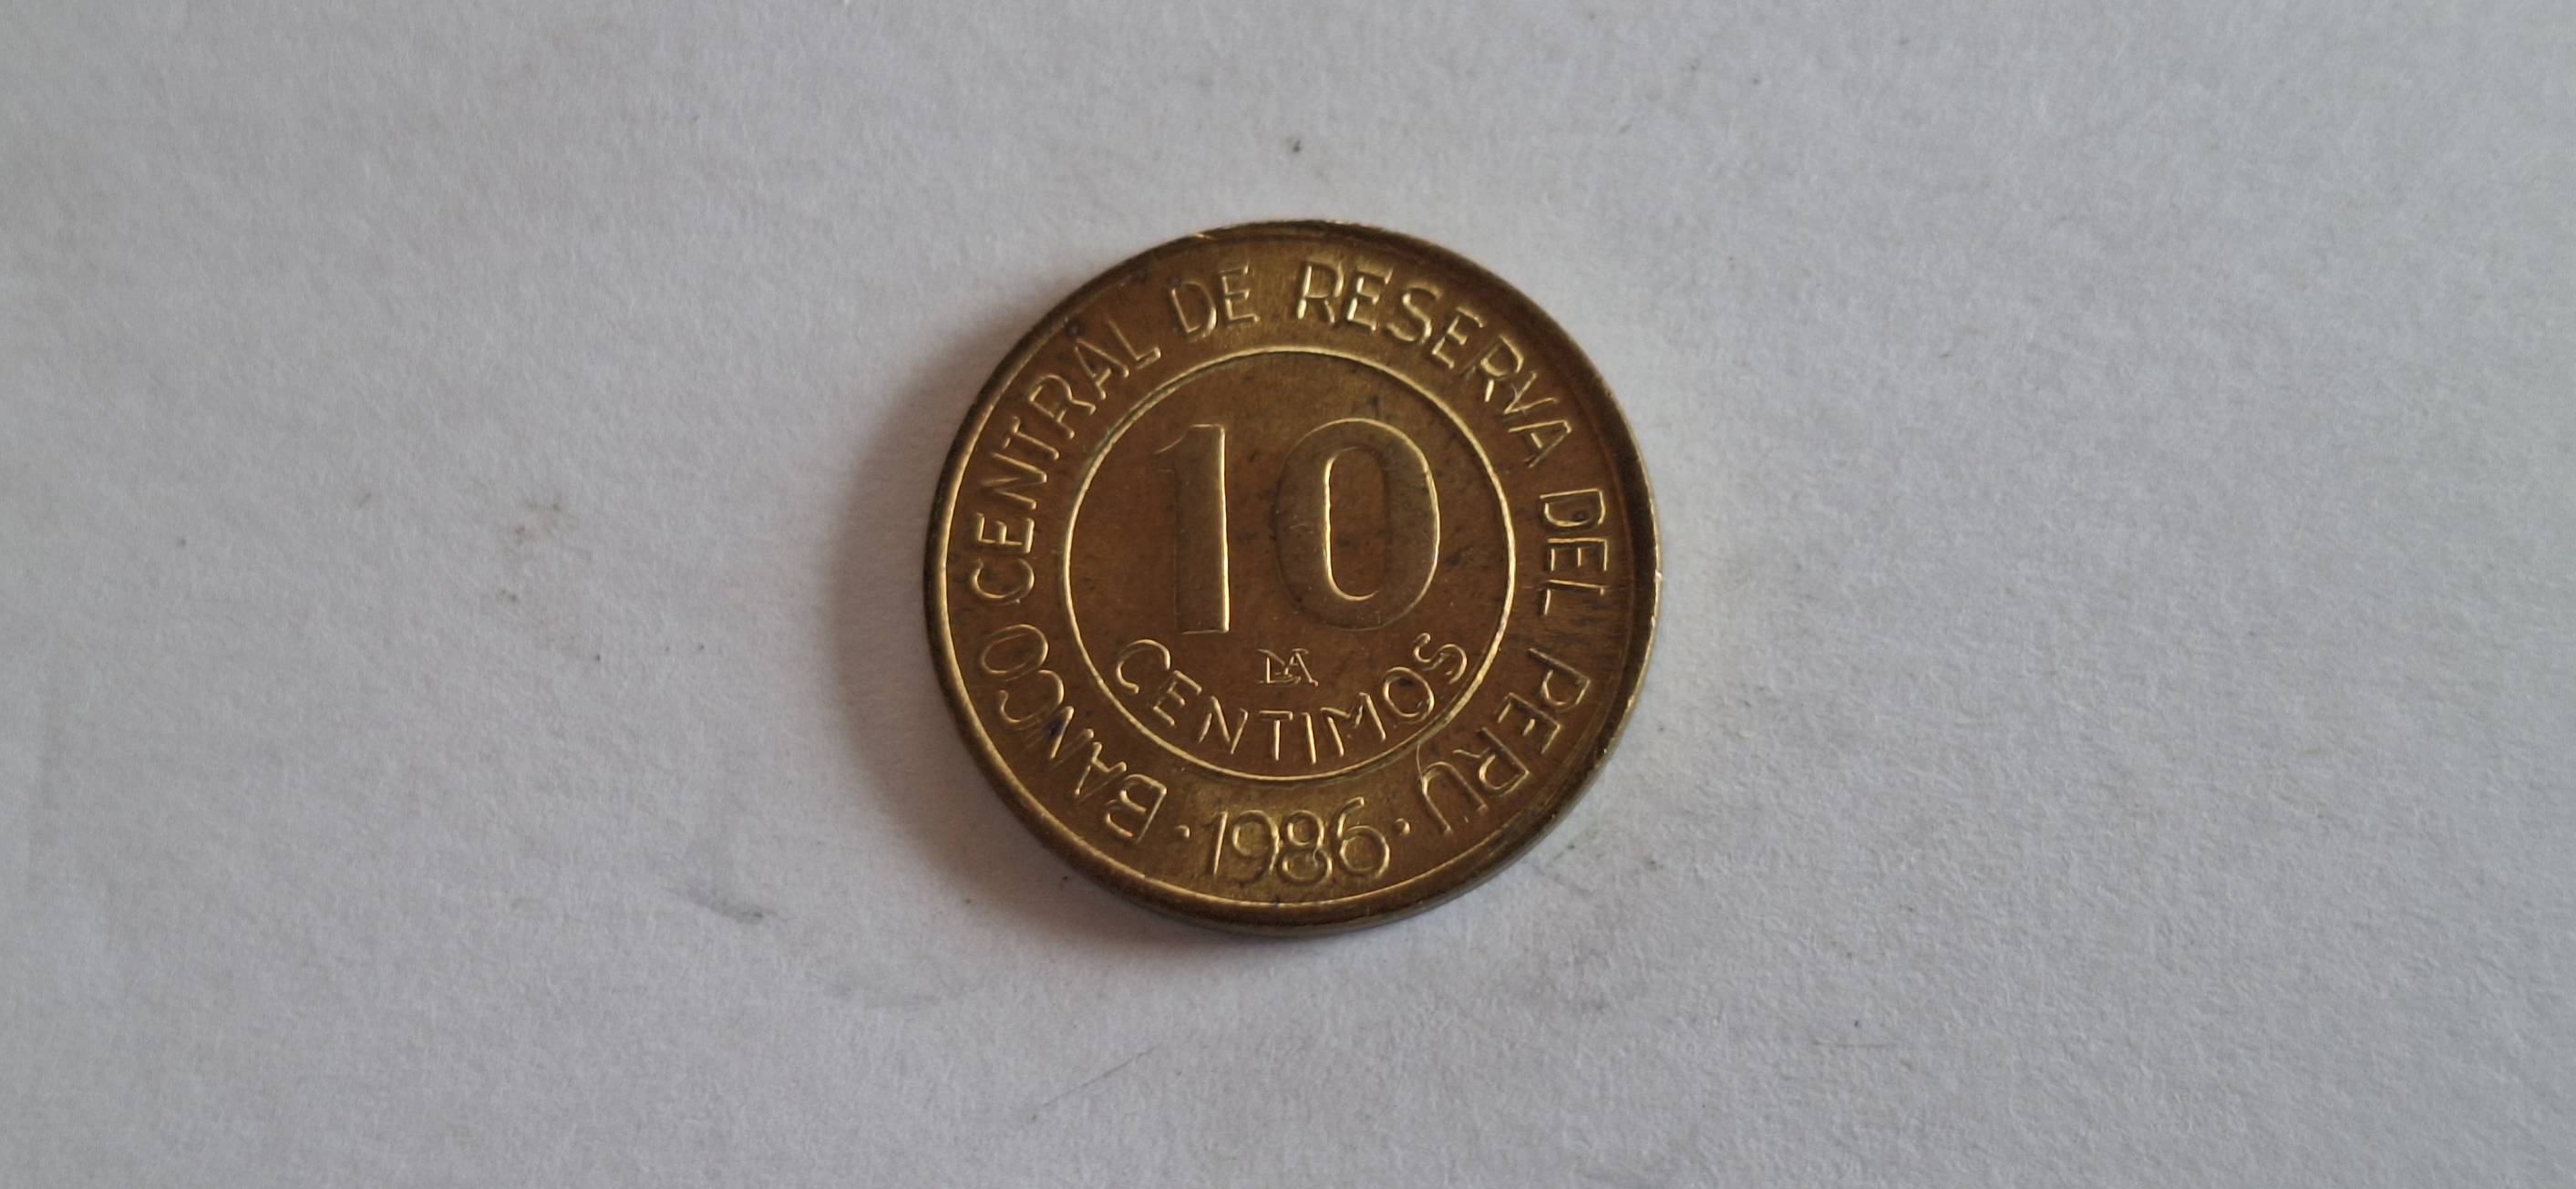 BANCO CENTRAL DE RESERVA DEL PERU
10
CENTIMOS
·1986·